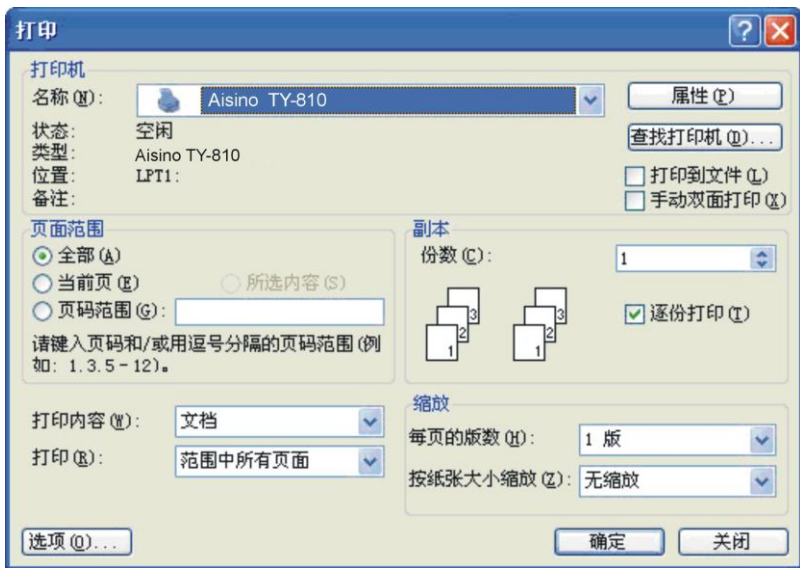 打印
打印机
名称(N): Aisino TY-810 属性(P)
状态: 空闲 查找打印机(D)...
类型: Aisino TY-810
位置: LPT1: 打印到文件(L)
备注: 手动双面打印(X)
页面范围
全部(A)
当前页(E) 所选内容(S)
页码范围(G):
请键入页码和/或用逗号分隔的页码范围(例
如: 1.3.5-12)。
副本
份数(C): 1
1 2 3 1 2 3 逐份打印(T)
打印内容(W): 文档
打印(R): 范围中所有页面
缩放
每页的版数(H): 1 版
按纸张大小缩放(Z): 无缩放
选项(O)... 确定 关闭